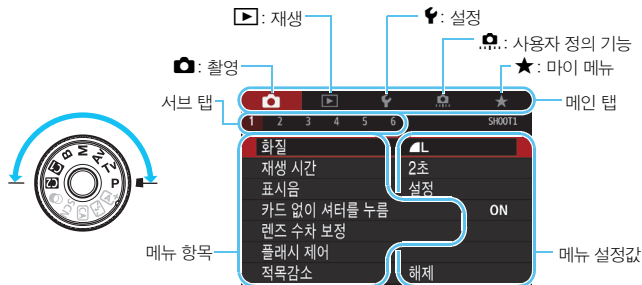 ▶: 재생
: 설정
: 사용자 정의 기능
: 촬영
★: 마이 메뉴
서브 탭
메인 탭
1 2 3 4 5 6 SHOOT1
화질 L
재생 시간 2초
표시음 설정
카드 없이 셔터를 누름 ON
렌즈 수차 보정
플래시 제어
적목감소 해제
메뉴 항목
메뉴 설정값
B M Av Tv P
SCN